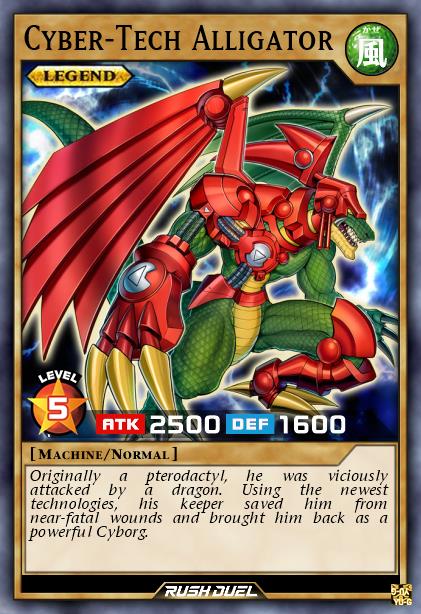 Cyber-Tech Alligator
かぜ
風
LEGEND
LEVEL
5
ATK 2500 DEF 1600
[Machine/Normal]
Originally a pterodactyl, he was viciously
attacked by a dragon. Using the newest
technologies, his keeper saved him from
near-fatal wounds and brought him back as a
powerful Cyborg.
RUSH DUEL